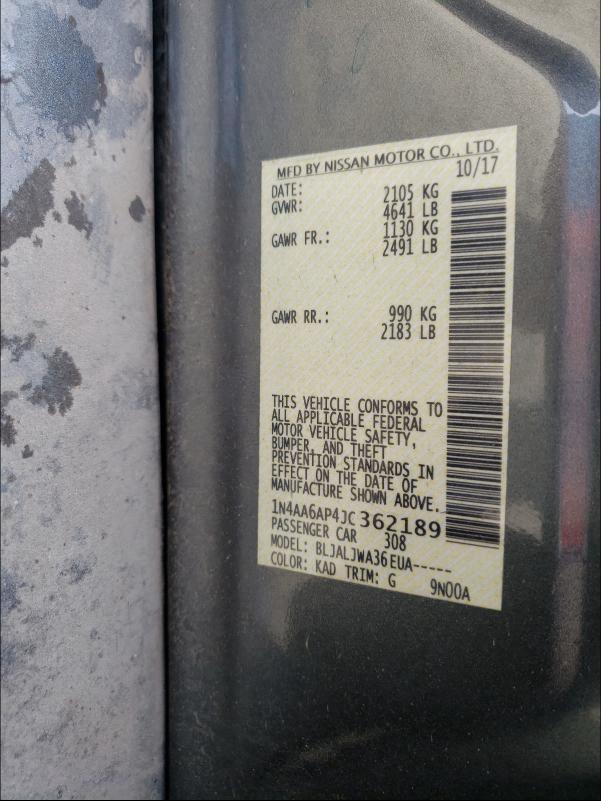 MFD BY NISSAN MOTOR CO., LTD.
DATE: 10/17
GVWR: 2105 KG
4641 LB
GAWR FR.: 1130 KG
2491 LB
GAWR RR.: 990 KG
2183 LB
THIS VEHICLE CONFORMS TO
ALL APPLICABLE FEDERAL
MOTOR VEHICLE SAFETY,
BUMPER, AND THEFT
PREVENTION STANDARDS IN
EFFECT ON THE DATE OF
MANUFACTURE SHOWN ABOVE.
1N4AA6AP4JC362189
PASSENGER CAR 308
MODEL: BLJALJWA36EUA-----
COLOR: KAD TRIM: G 9N00A